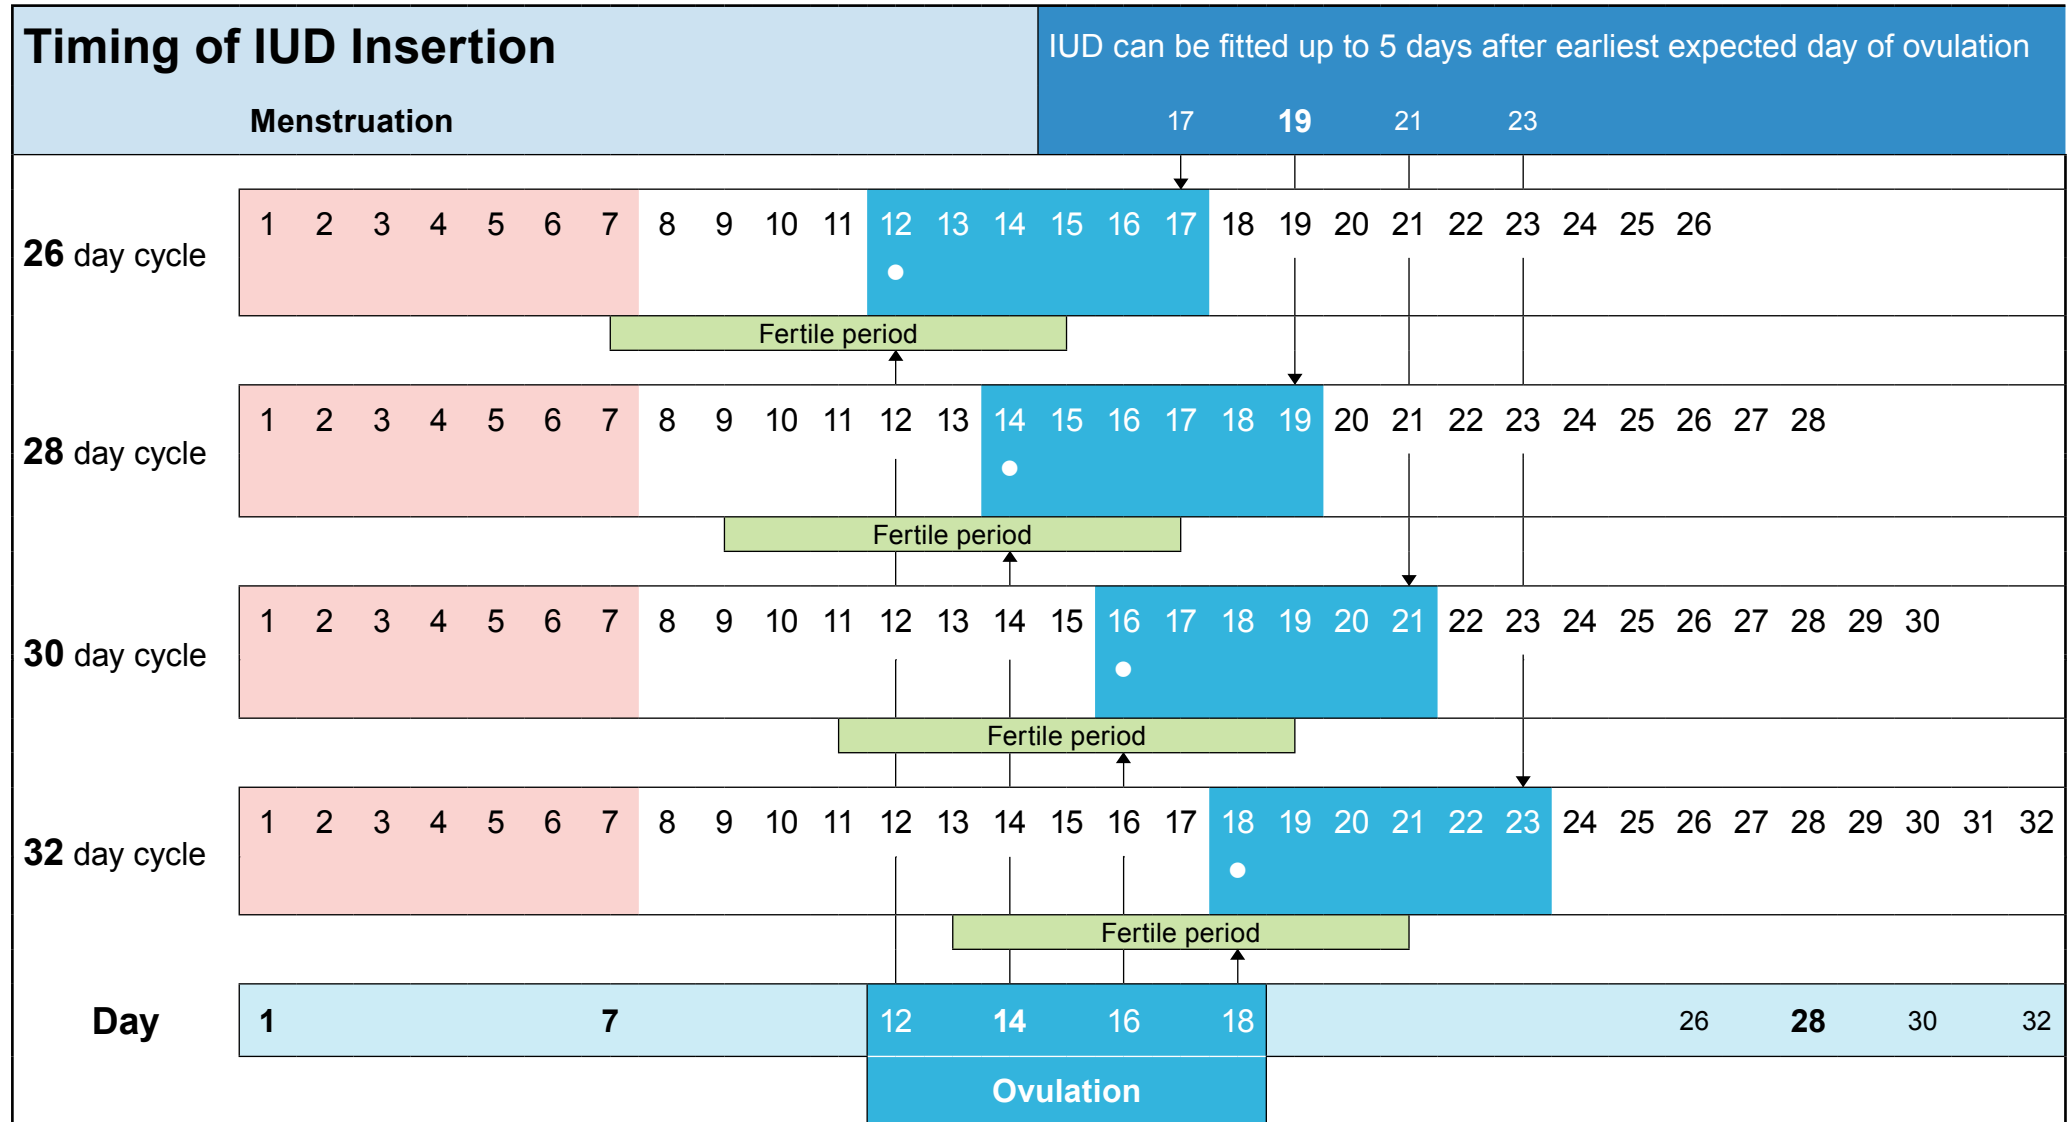 Timing of IUD Insertion
IUD can be fitted up to 5 days after earliest expected day of ovulation
Menstruation 17 19 21 23
26 day cycle 1 2 3 4 5 6 7 8 9 10 11 12 13 14 15 16 17 18 19 20 21 22 23 24 25 26
Fertile period
28 day cycle 1 2 3 4 5 6 7 8 9 10 11 12 13 14 15 16 17 18 19 20 21 22 23 24 25 26 27 28
Fertile period
30 day cycle 1 2 3 4 5 6 7 8 9 10 11 12 13 14 15 16 17 18 19 20 21 22 23 24 25 26 27 28 29 30
Fertile period
32 day cycle 1 2 3 4 5 6 7 8 9 10 11 12 13 14 15 16 17 18 19 20 21 22 23 24 25 26 27 28 29 30 31 32
Fertile period
Day 1 7 12 14 16 18 26 28 30 32
Ovulation